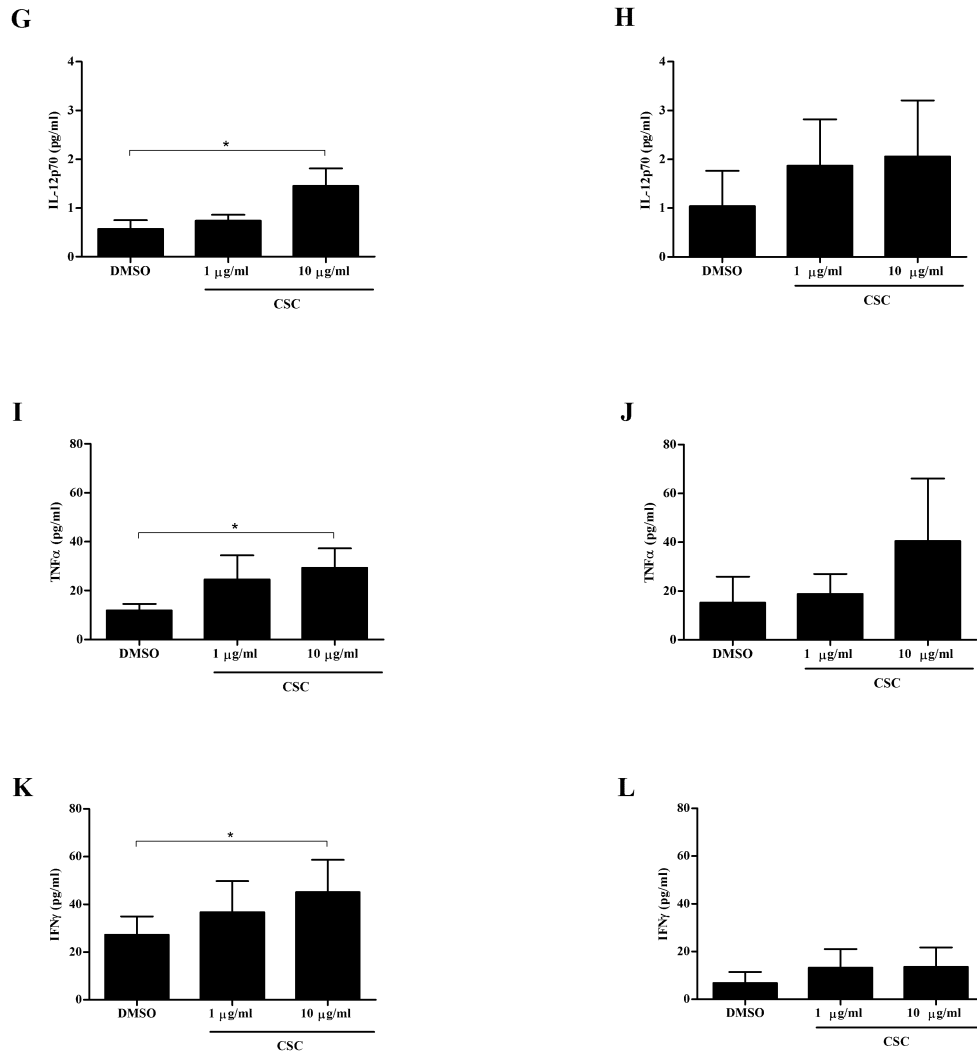 G
H
4
3
2
1
0
IL-12p70 (pg/ml)
*
DMSO
1 μg/ml
10 μg/ml
CSC
4
3
2
1
0
IL-12p70 (pg/ml)
DMSO
1 μg/ml
10 μg/ml
CSC
I
J
80
60
40
20
0
TNFα (pg/ml)
*
DMSO
1 μg/ml
10 μg/ml
CSC
80
60
40
20
0
TNFα (pg/ml)
DMSO
1 μg/ml
10 μg/ml
CSC
K
L
80
60
40
20
0
IFNγ (pg/ml)
*
DMSO
1 μg/ml
10 μg/ml
CSC
80
60
40
20
0
IFNγ (pg/ml)
DMSO
1 μg/ml
10 μg/ml
CSC